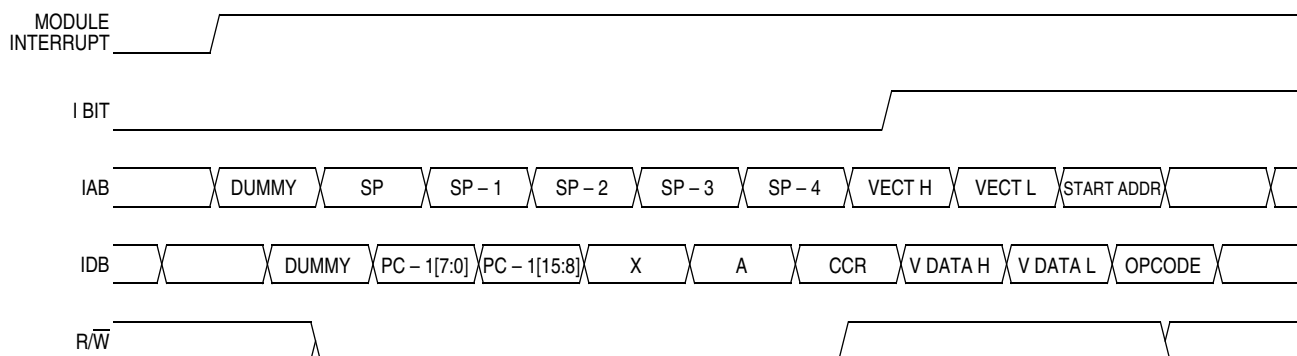 MODULE
INTERRUPT
I BIT
IAB DUMMY SP SP – 1 SP – 2 SP – 3 SP – 4 VECT H VECT L START ADDR
IDB DUMMY PC – 1[7:0] PC – 1[15:8] X A CCR V DATA H V DATA L OPCODE
R/W̅